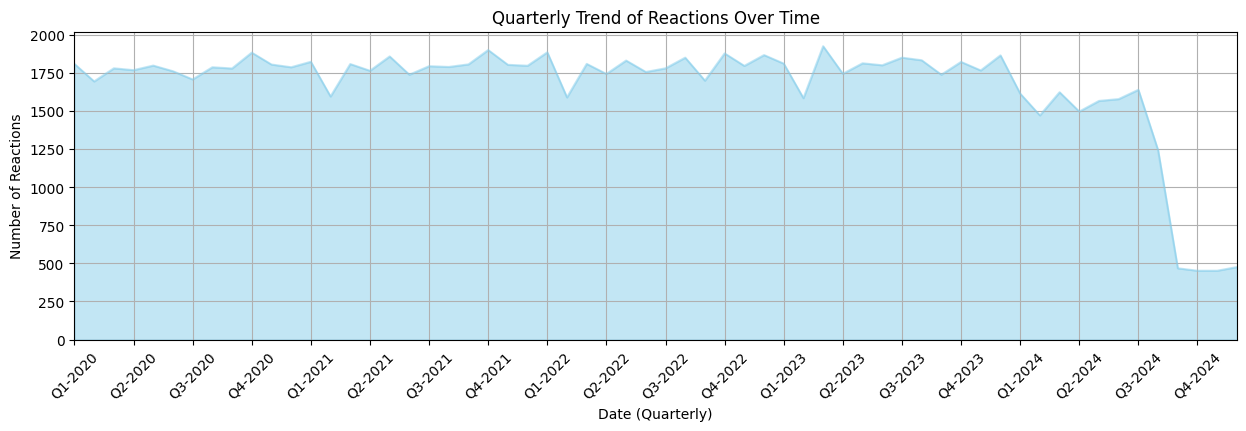 Quarterly Trend of Reactions Over Time
Number of Reactions
2000
1750
1500
1250
1000
750
500
250
0
Q1-2020
Q2-2020
Q3-2020
Q4-2020
Q1-2021
Q2-2021
Q3-2021
Q4-2021
Q1-2022
Q2-2022
Q3-2022
Q4-2022
Q1-2023
Q2-2023
Q3-2023
Q4-2023
Q1-2024
Q2-2024
Q3-2024
Q4-2024
Date (Quarterly)